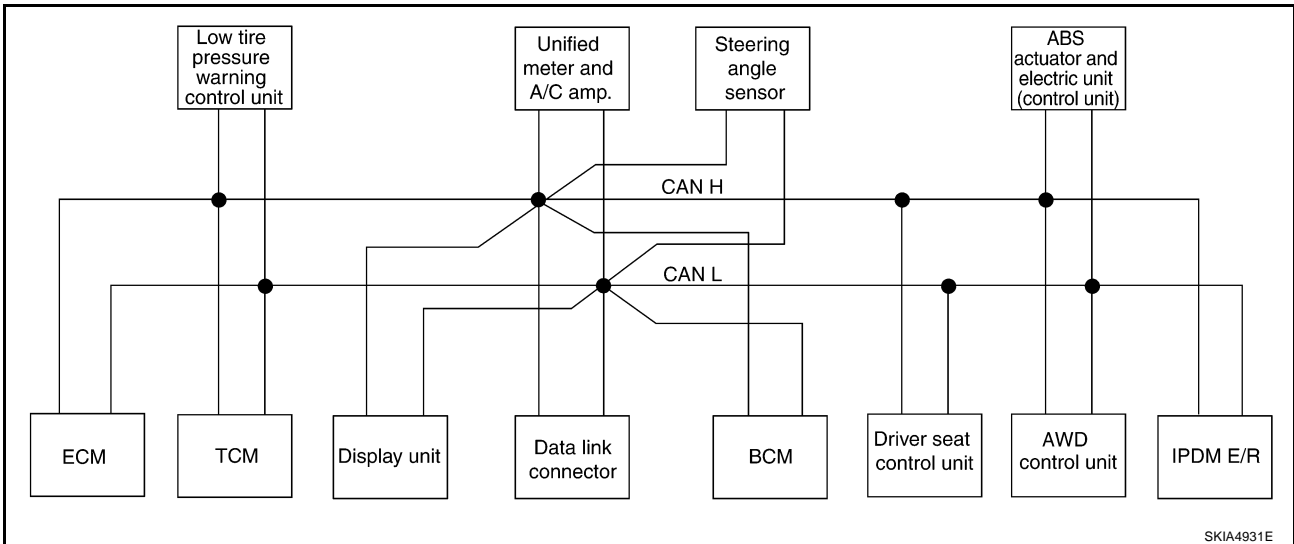 Low tire
pressure
warning
control unit
Unified
meter and
A/C amp.
Steering
angle
sensor
ABS
actuator and
electric unit
(control unit)
CAN H
CAN L
ECM
TCM
Display unit
Data link
connector
BCM
Driver seat
control unit
AWD
control unit
IPDM E/R
SKIA4931E